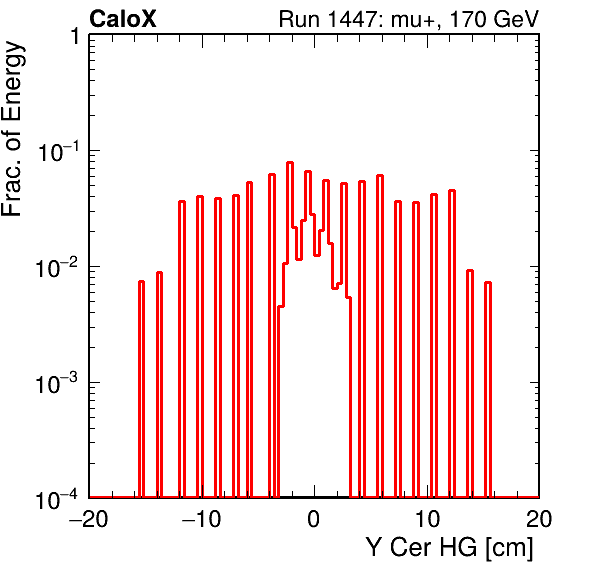 CaloX Run 1447: mu+, 170 GeV
Frac. of Energy
1
10⁻¹
10⁻²
10⁻³
10⁻⁴
−20 −10 0 10 20
Y Cer HG [cm]